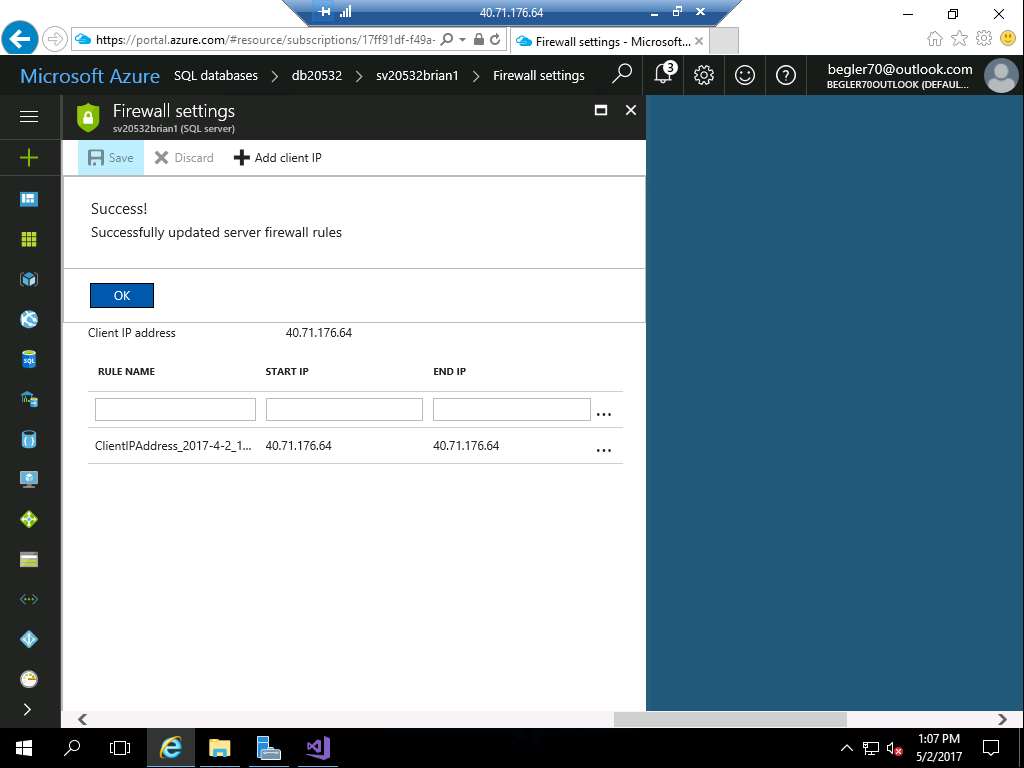 40.71.176.64
https://portal.azure.com/#resource/subscriptions/17ff91df-f49a-
Firewall settings - Microsoft...
Microsoft Azure
SQL databases > db20532 > sv20532brian1 > Firewall settings
3
begler70@outlook.com
BEGLER70OUTLOOK (DEFAUL...
Firewall settings
sv20532brian1 (SQL server)
Save
Discard
Add client IP
Success!
Successfully updated server firewall rules
OK
Client IP address 40.71.176.64
RULE NAME START IP END IP
...
ClientIPAddress_2017-4-2_1... 40.71.176.64 40.71.176.64 ...
SQL
1:07 PM
5/2/2017